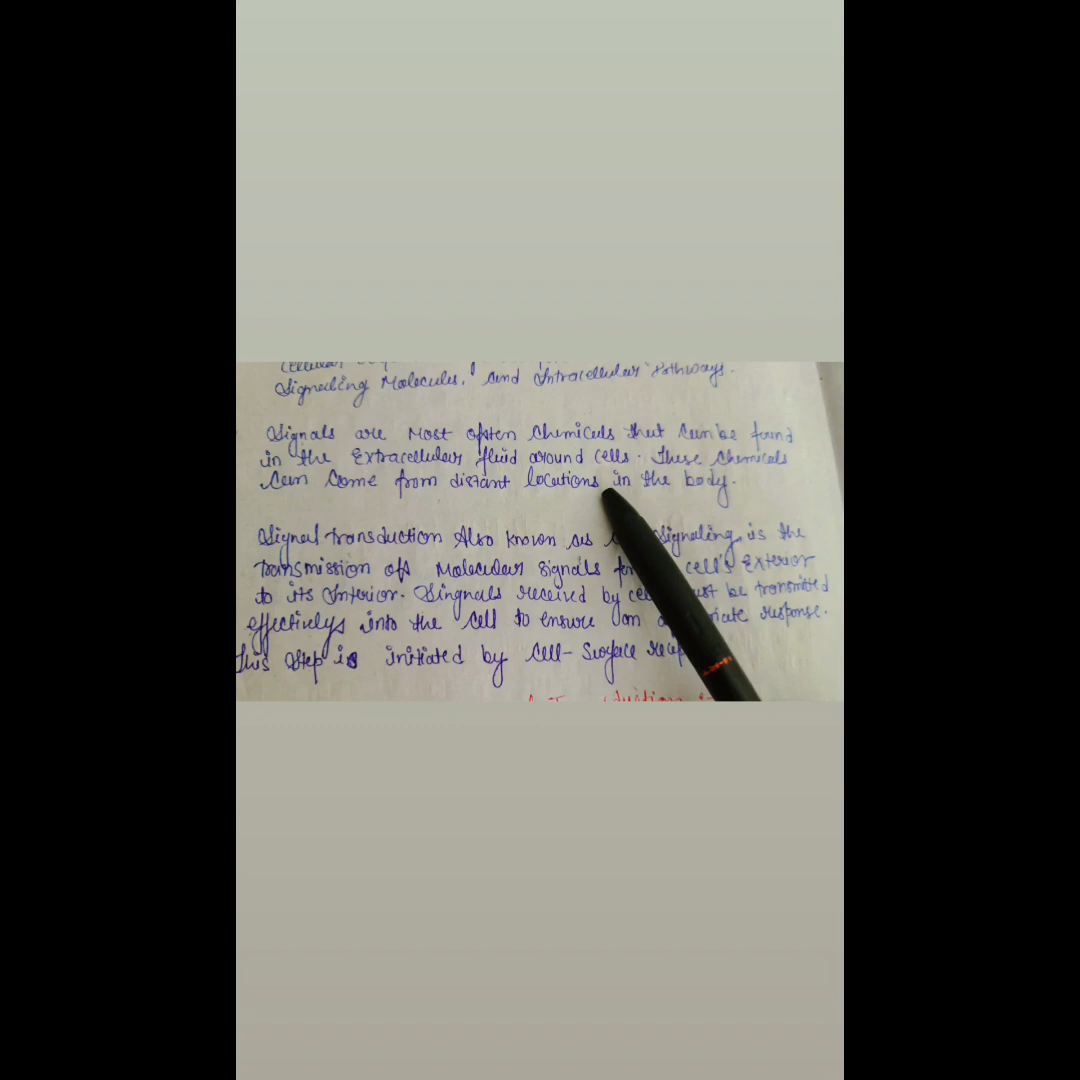 Signaling Molecules, and Intracellular Pathways.
Signals are Most often Chemicals that can be found
in the Extracellular fluid around cells. These Chemicals
Can Come from distant locations in the body.
Signal transduction Also known as Signaling, is the
transmission of Molecular signals cell's Exterior
to its Interior. Singnals received by must be transmitted
effectivelys into the Cell to ensure an response.
This Step is initiated by Cell-Surface